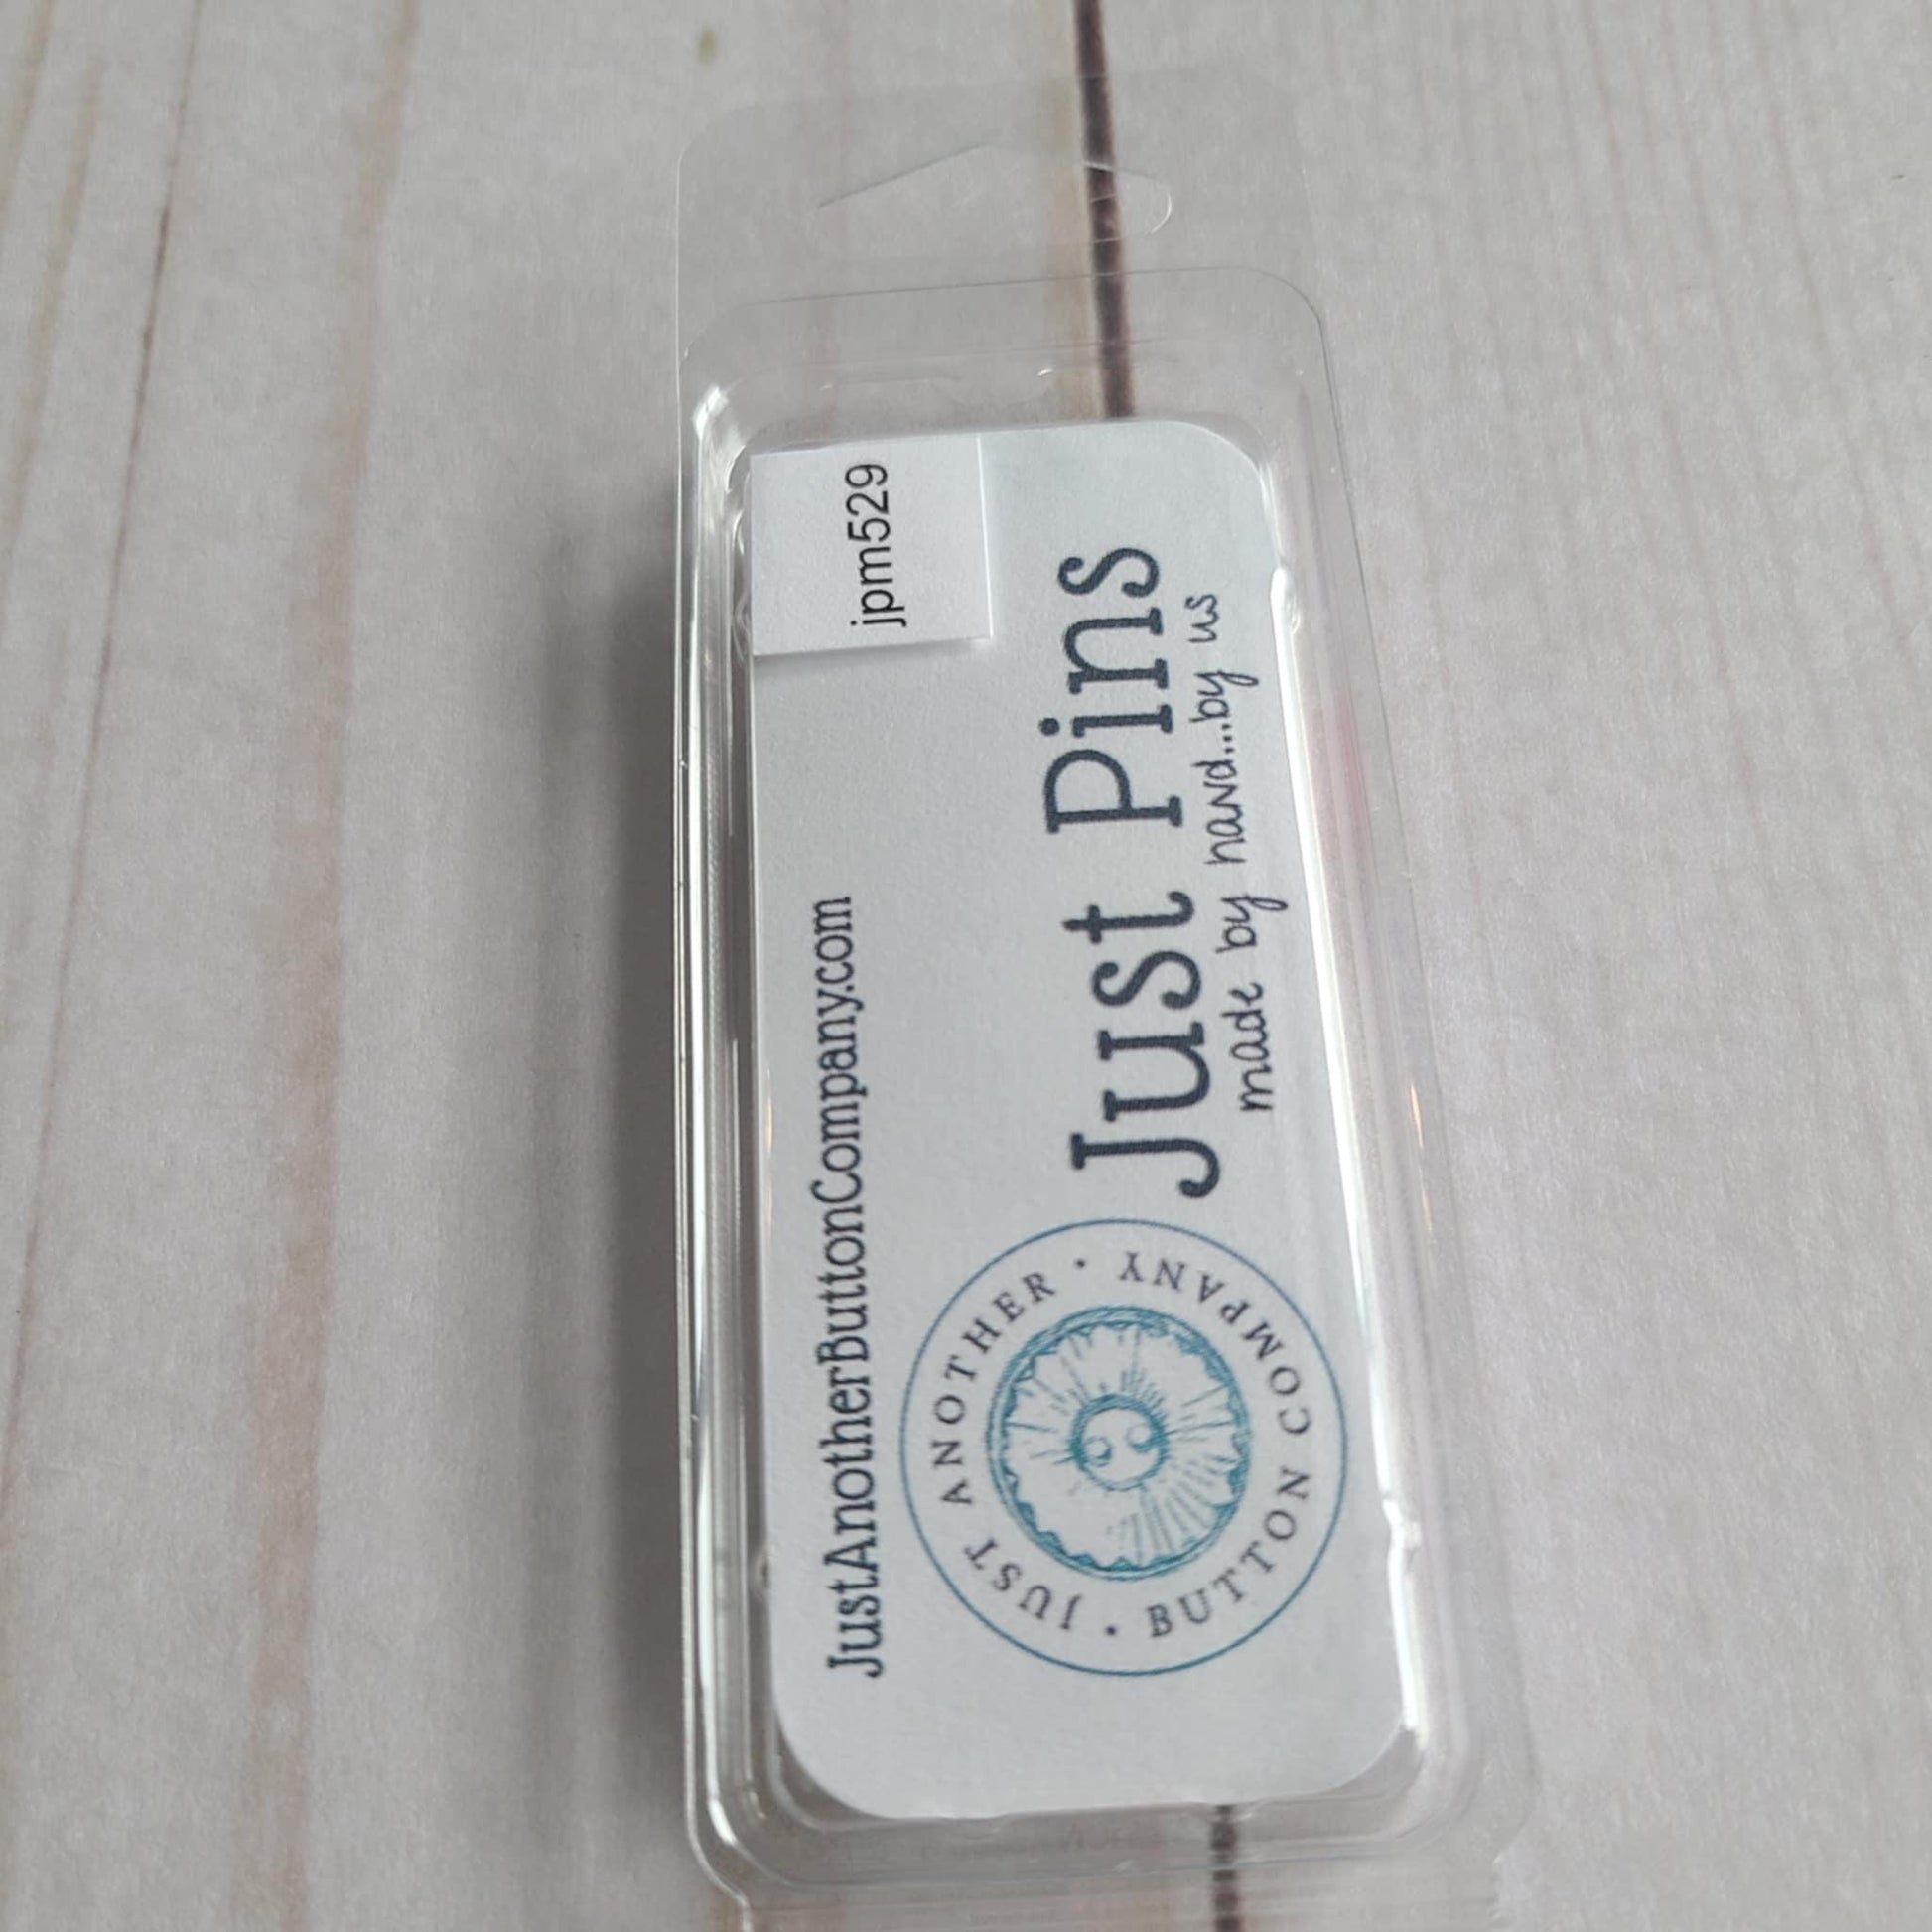 JustAnotherButtonCompany.com
jpm529
JUST ANOTHER • BUTTON COMPANY •
Just Pins
made by hand...by us